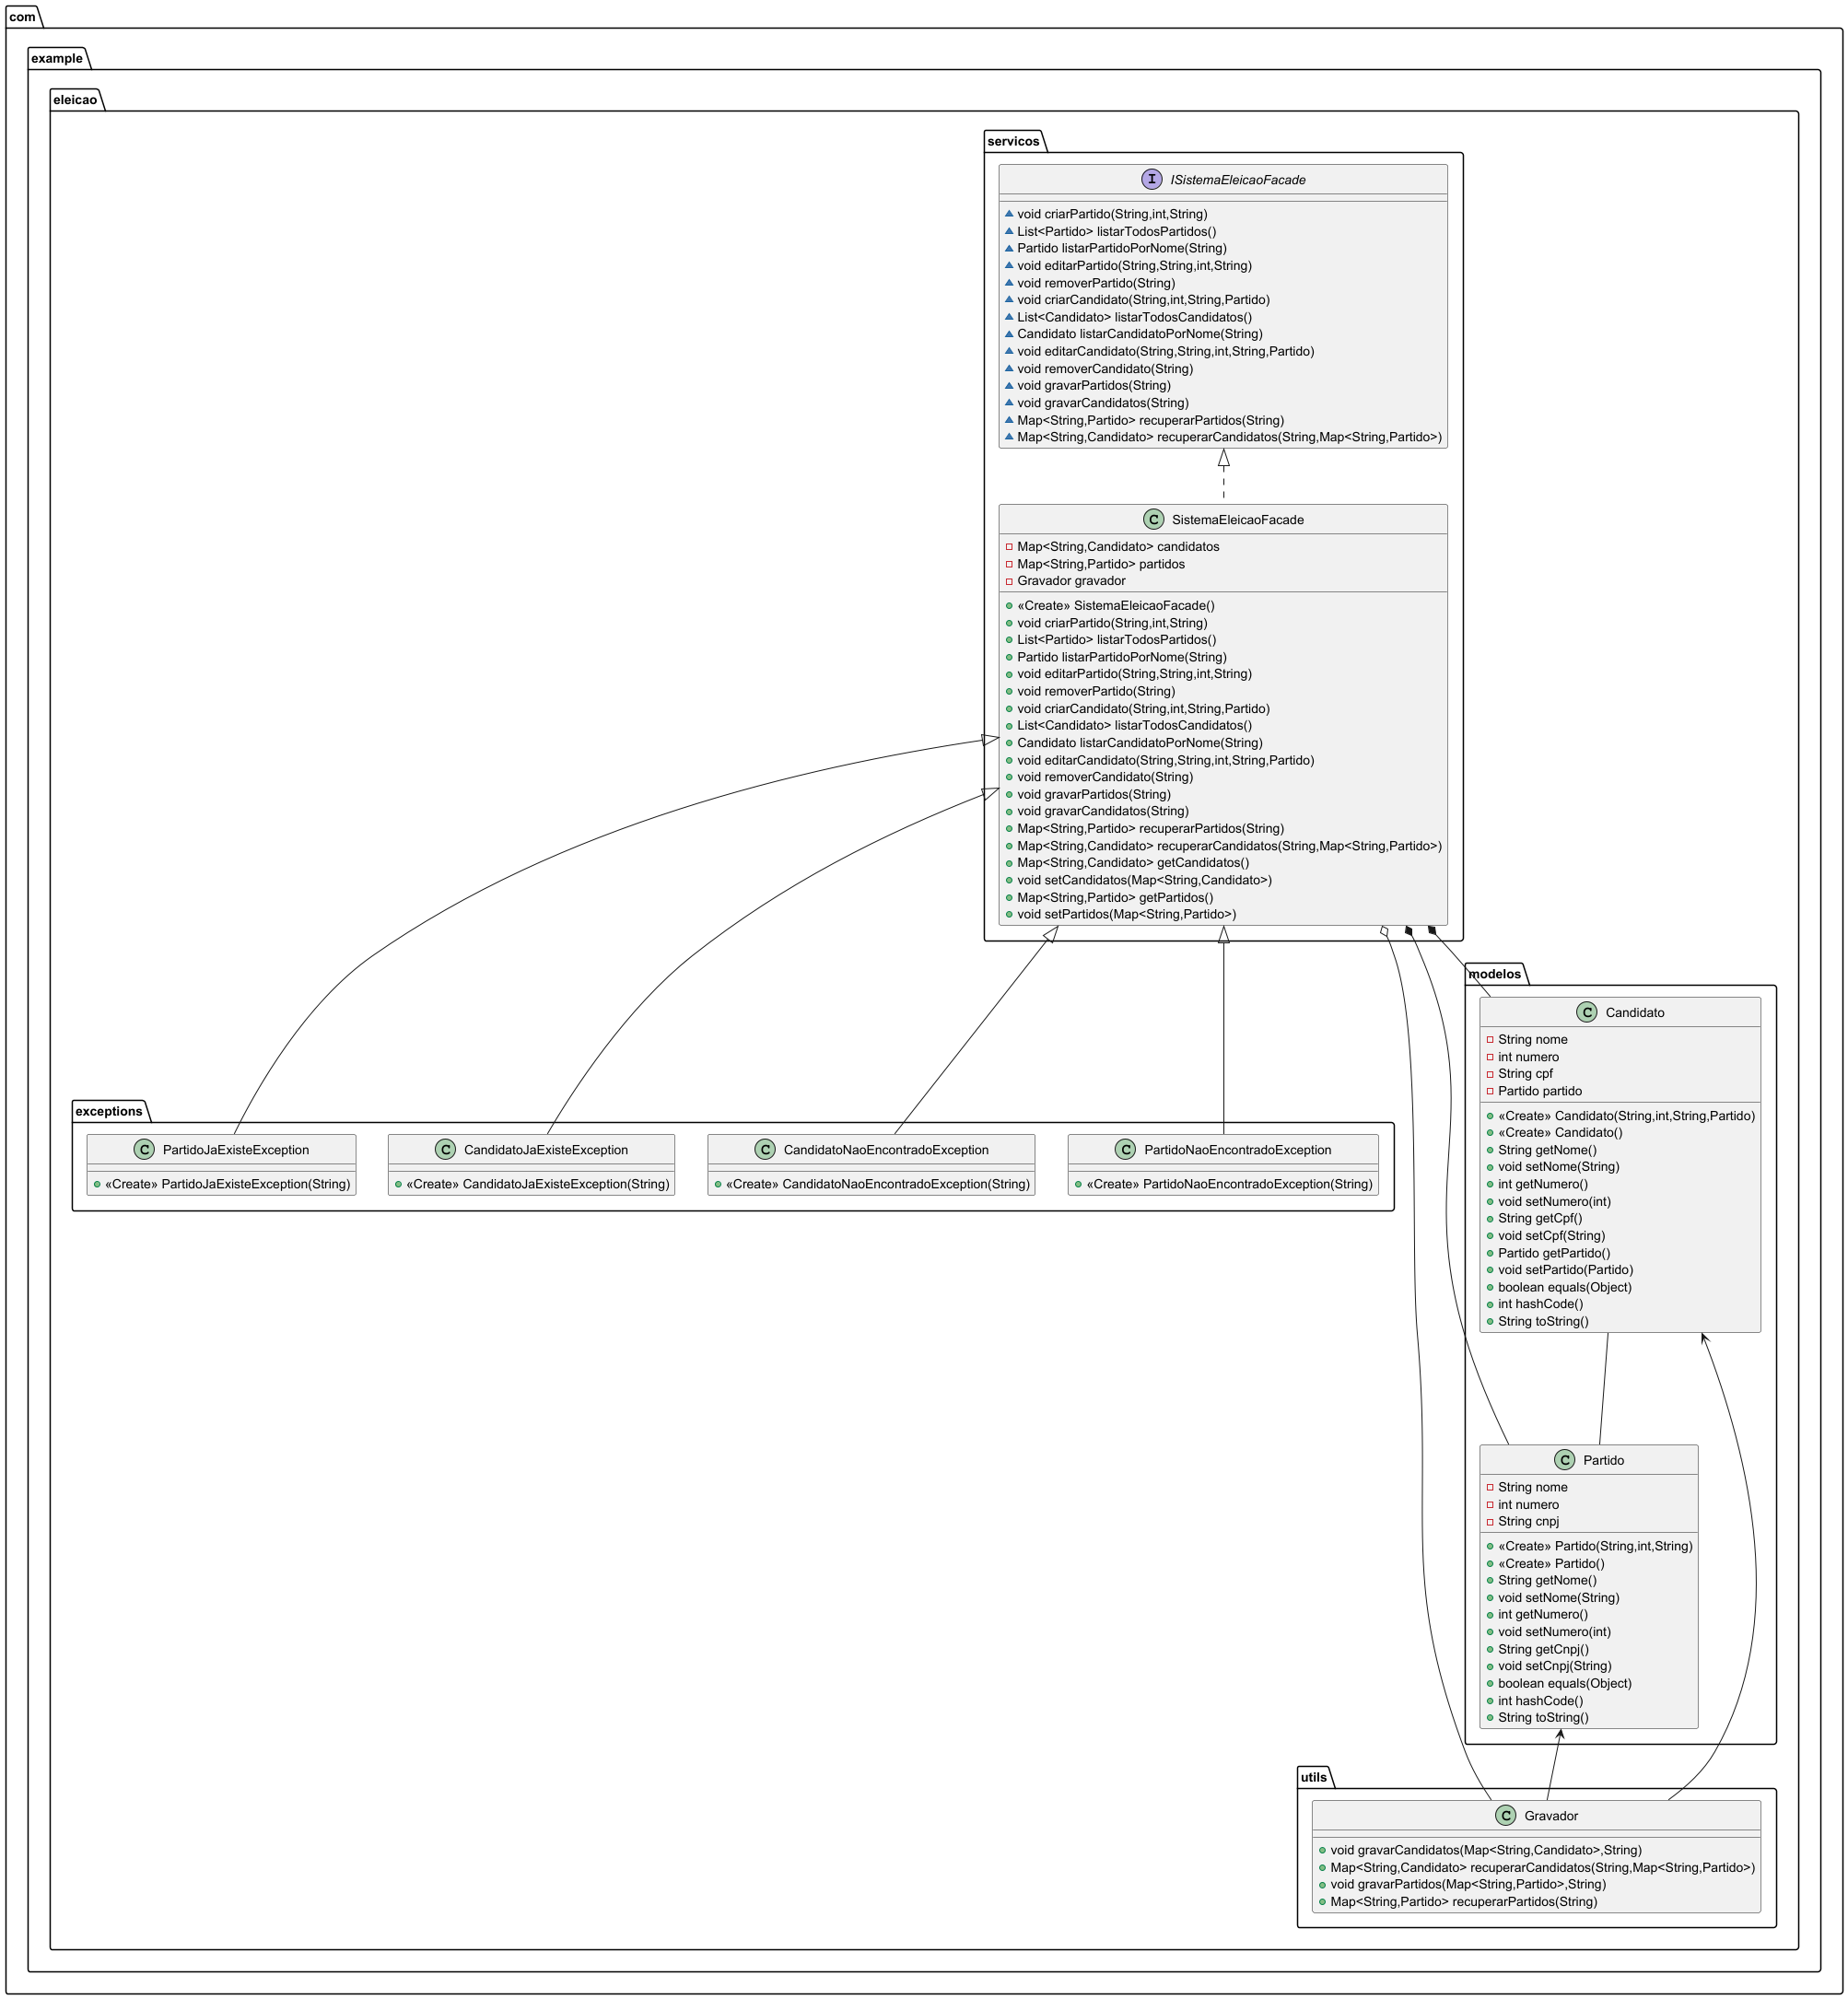 com
example
eleicao
servicos
ISistemaEleicaoFacade
void criarPartido(String,int,String)
List<Partido> listarTodosPartidos()
Partido listarPartidoPorNome(String)
void editarPartido(String,String,int,String)
void removerPartido(String)
void criarCandidato(String,int,String,Partido)
List<Candidato> listarTodosCandidatos()
Candidato listarCandidatoPorNome(String)
void editarCandidato(String,String,int,String,Partido)
void removerCandidato(String)
void gravarPartidos(String)
void gravarCandidatos(String)
Map<String,Partido> recuperarPartidos(String)
Map<String,Candidato> recuperarCandidatos(String,Map<String,Partido>)
SistemaEleicaoFacade
Map<String,Candidato> candidatos
Map<String,Partido> partidos
Gravador gravador
«Create» SistemaEleicaoFacade()
void criarPartido(String,int,String)
List<Partido> listarTodosPartidos()
Partido listarPartidoPorNome(String)
void editarPartido(String,String,int,String)
void removerPartido(String)
void criarCandidato(String,int,String,Partido)
List<Candidato> listarTodosCandidatos()
Candidato listarCandidatoPorNome(String)
void editarCandidato(String,String,int,String,Partido)
void removerCandidato(String)
void gravarPartidos(String)
void gravarCandidatos(String)
Map<String,Partido> recuperarPartidos(String)
Map<String,Candidato> recuperarCandidatos(String,Map<String,Partido>)
Map<String,Candidato> getCandidatos()
void setCandidatos(Map<String,Candidato>)
Map<String,Partido> getPartidos()
void setPartidos(Map<String,Partido>)
modelos
Candidato
String nome
int numero
String cpf
Partido partido
«Create» Candidato(String,int,String,Partido)
«Create» Candidato()
String getNome()
void setNome(String)
int getNumero()
void setNumero(int)
String getCpf()
void setCpf(String)
Partido getPartido()
void setPartido(Partido)
boolean equals(Object)
int hashCode()
String toString()
exceptions
PartidoJaExisteException
«Create» PartidoJaExisteException(String)
CandidatoJaExisteException
«Create» CandidatoJaExisteException(String)
CandidatoNaoEncontradoException
«Create» CandidatoNaoEncontradoException(String)
PartidoNaoEncontradoException
«Create» PartidoNaoEncontradoException(String)
Partido
String nome
int numero
String cnpj
«Create» Partido(String,int,String)
«Create» Partido()
String getNome()
void setNome(String)
int getNumero()
void setNumero(int)
String getCnpj()
void setCnpj(String)
boolean equals(Object)
int hashCode()
String toString()
utils
Gravador
void gravarCandidatos(Map<String,Candidato>,String)
Map<String,Candidato> recuperarCandidatos(String,Map<String,Partido>)
void gravarPartidos(Map<String,Partido>,String)
Map<String,Partido> recuperarPartidos(String)